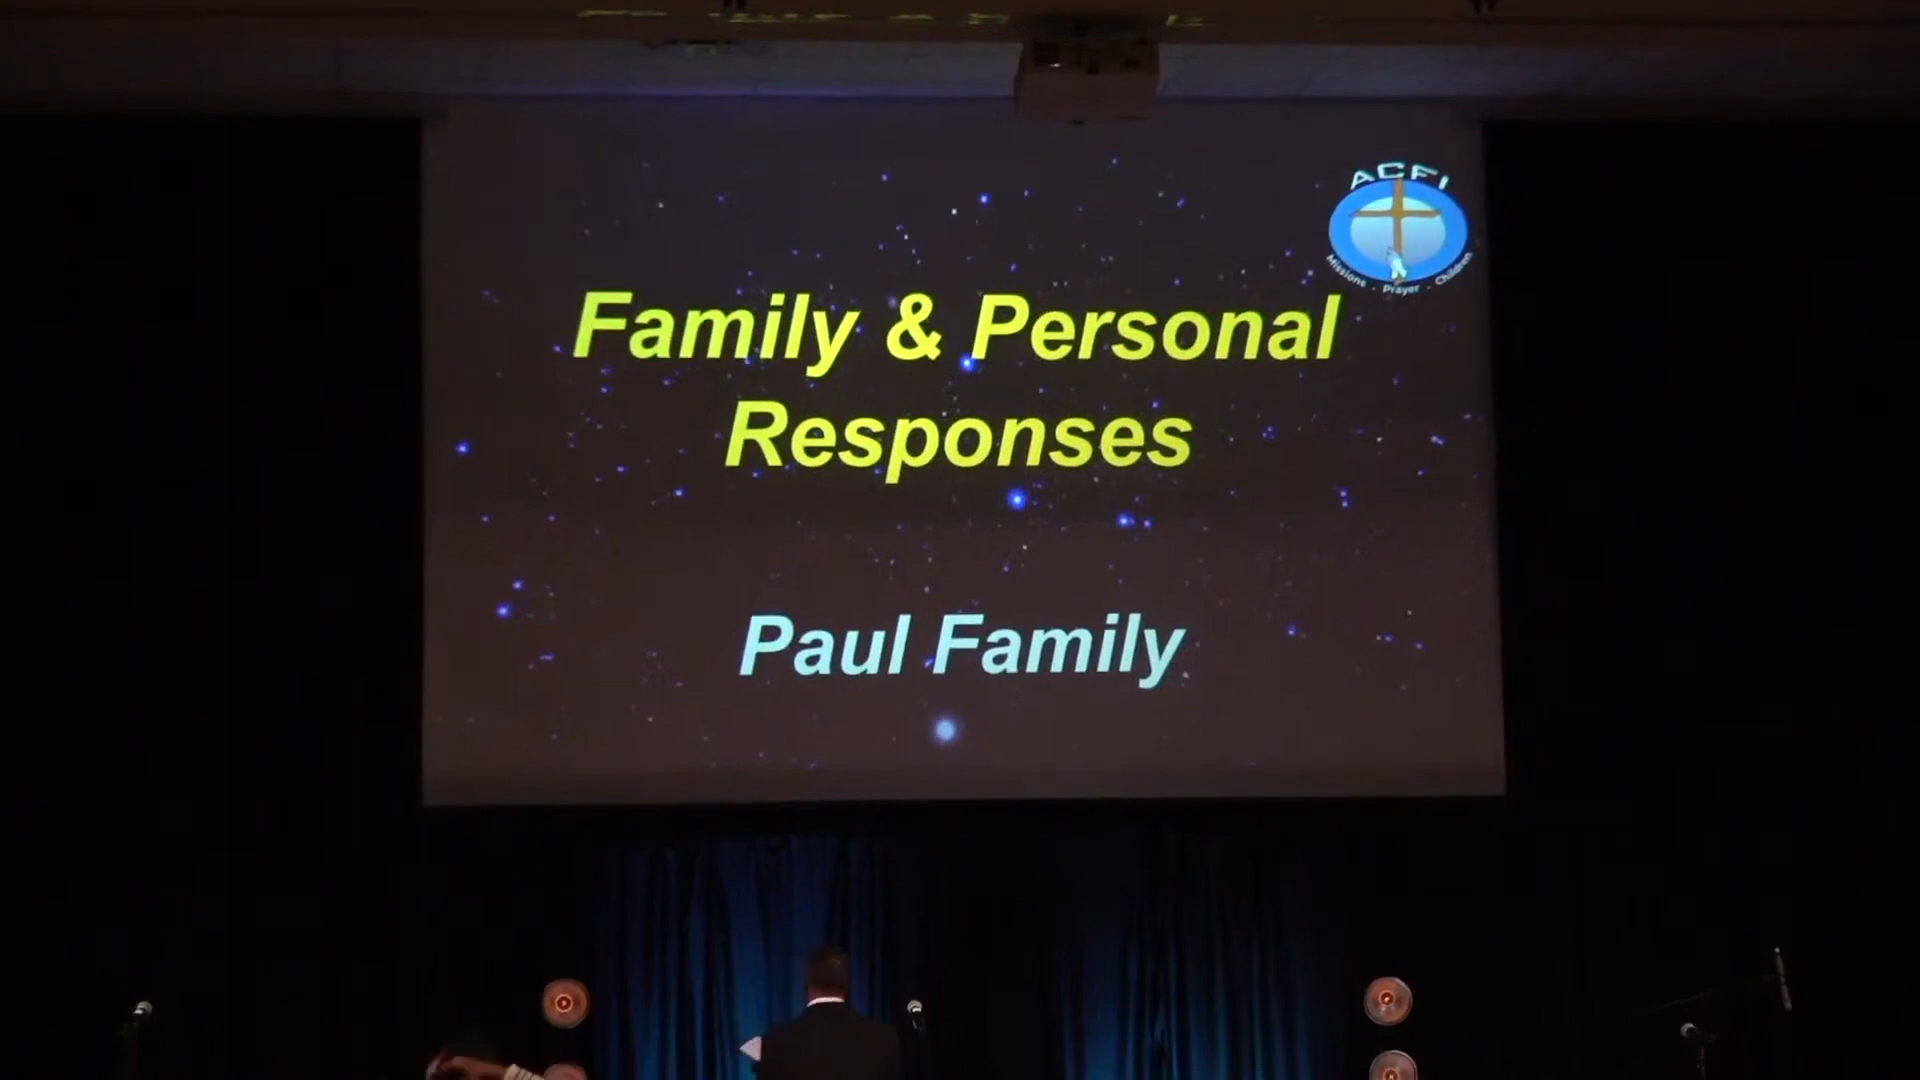 ACFI
Missions - Prayer - Children
Family & Personal
Responses
Paul Family